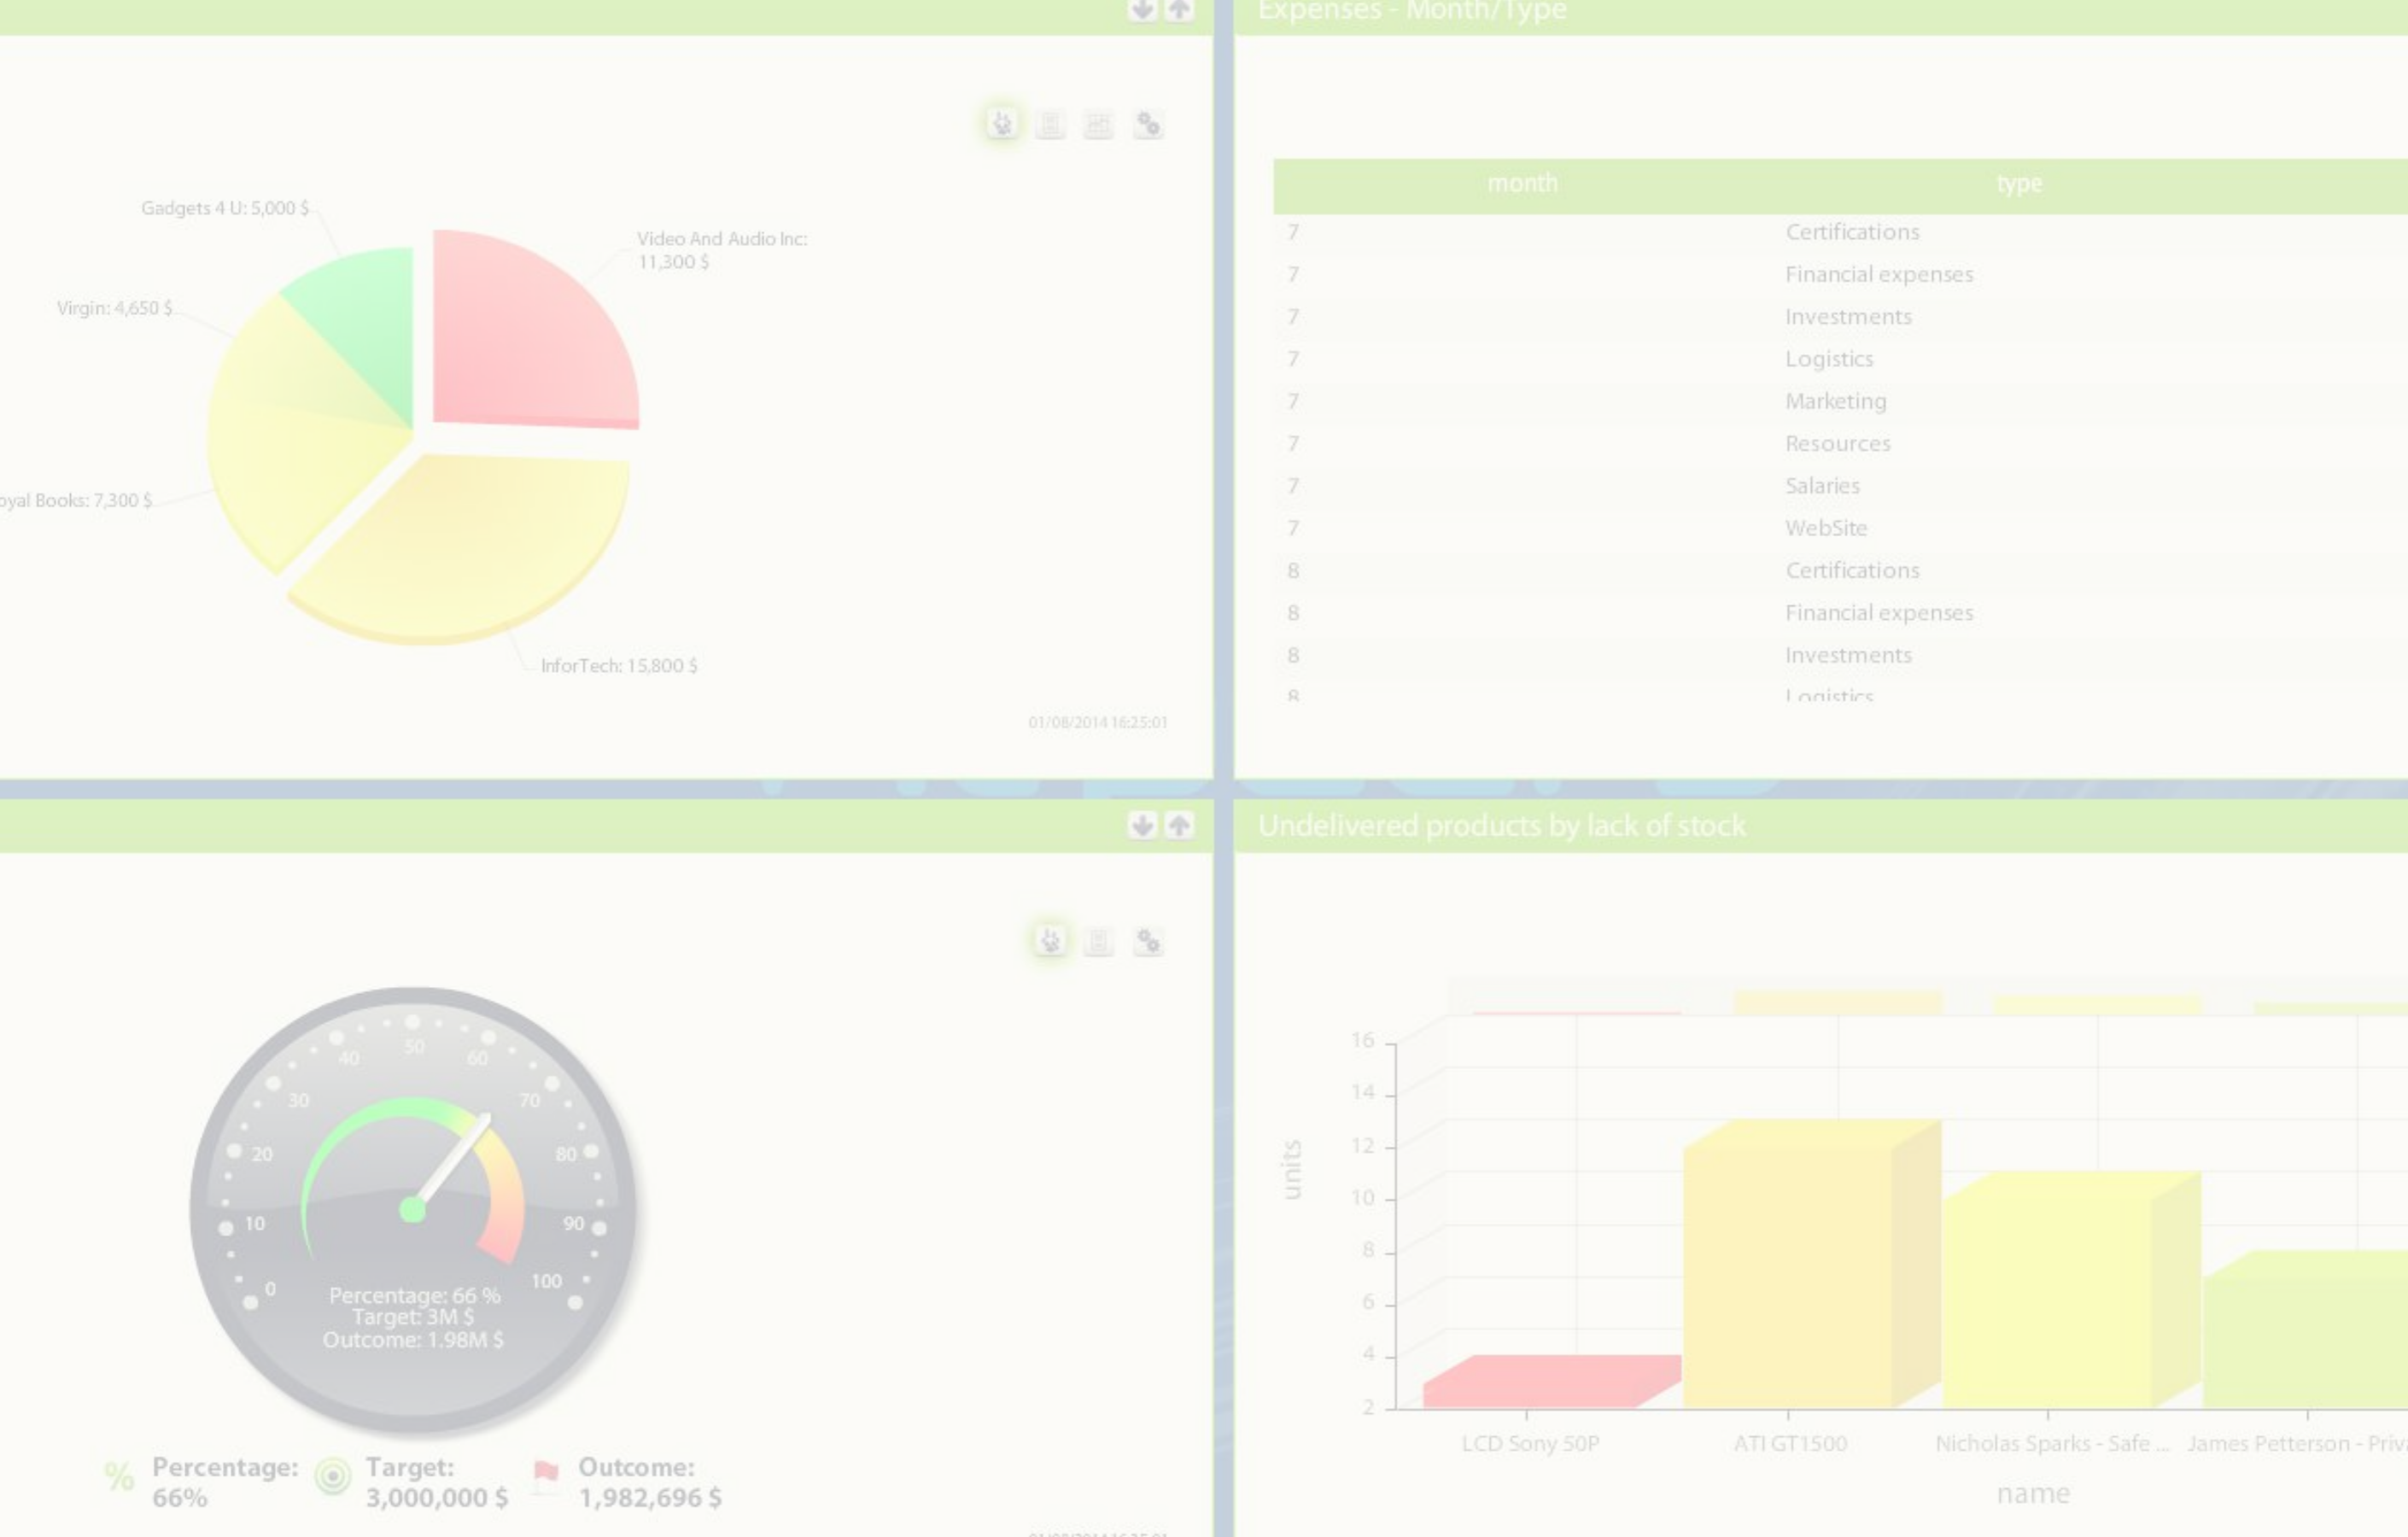 Expenses - Month/Type
Gadgets 4 U: 5,000 $
Video And Audio Inc:
11,300 $
Virgin: 4,650 $
oyal Books: 7,300 $
InforTech: 15,800 $
01/08/2014 16:25:01
month type
7 Certifications
7 Financial expenses
7 Investments
7 Logistics
7 Marketing
7 Resources
7 Salaries
7 WebSite
8 Certifications
8 Financial expenses
8 Investments
8 Logistics
Undelivered products by lack of stock
0
10
20
30
40
50
60
70
80
90
100
Percentage: 66 %
Target: 3M $
Outcome: 1.98M $
% Percentage:
66%
Target:
3,000,000 $
Outcome:
1,982,696 $
units
16
14
12
10
8
6
4
2
LCD Sony 50P
ATI GT1500
Nicholas Sparks - Safe ...
James Petterson - Priva
name